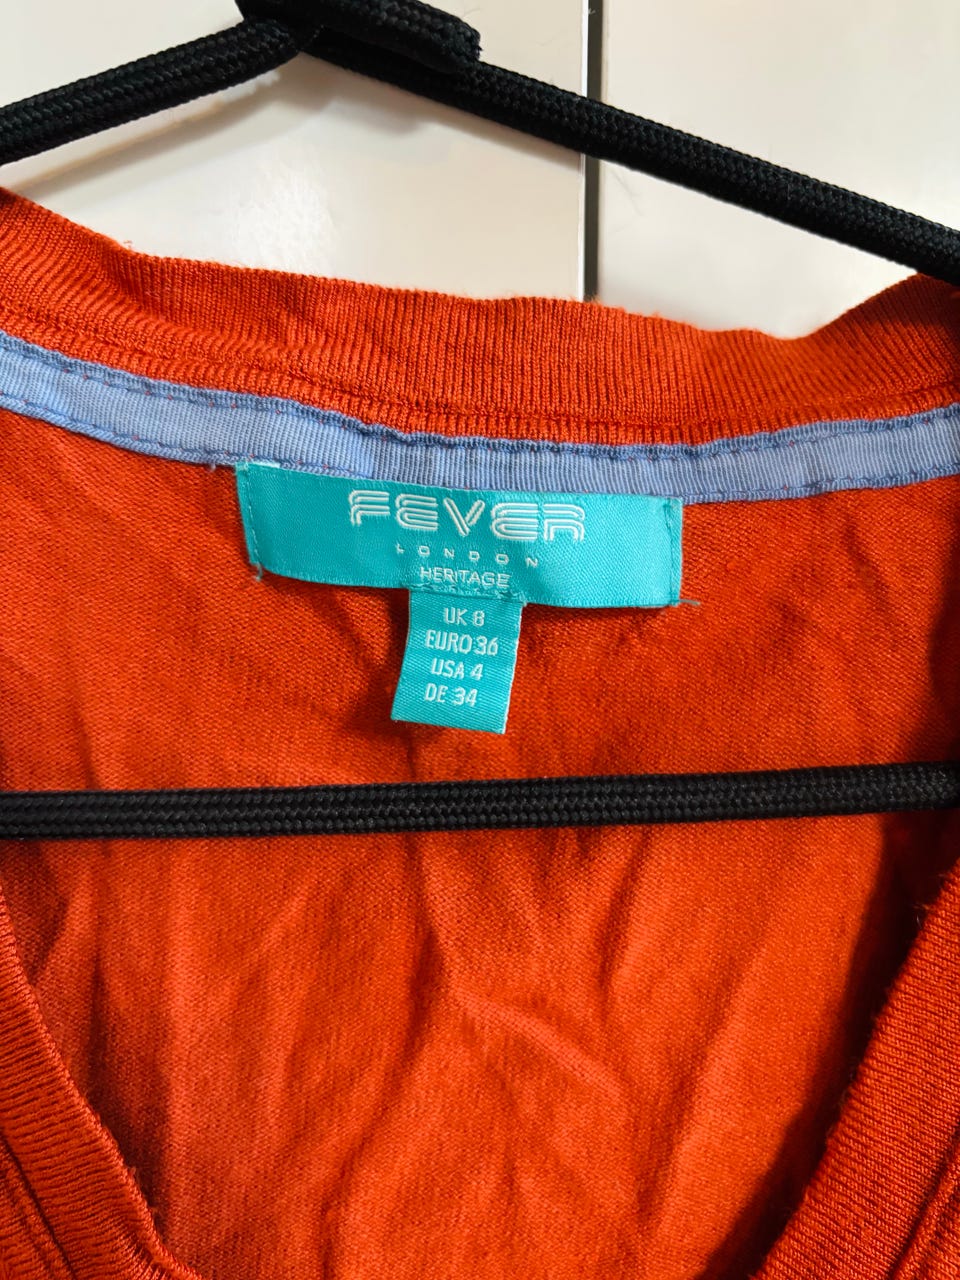 FEVER
LONDON
HERITAGE
UK 8
EURO 36
USA 4
DE 34